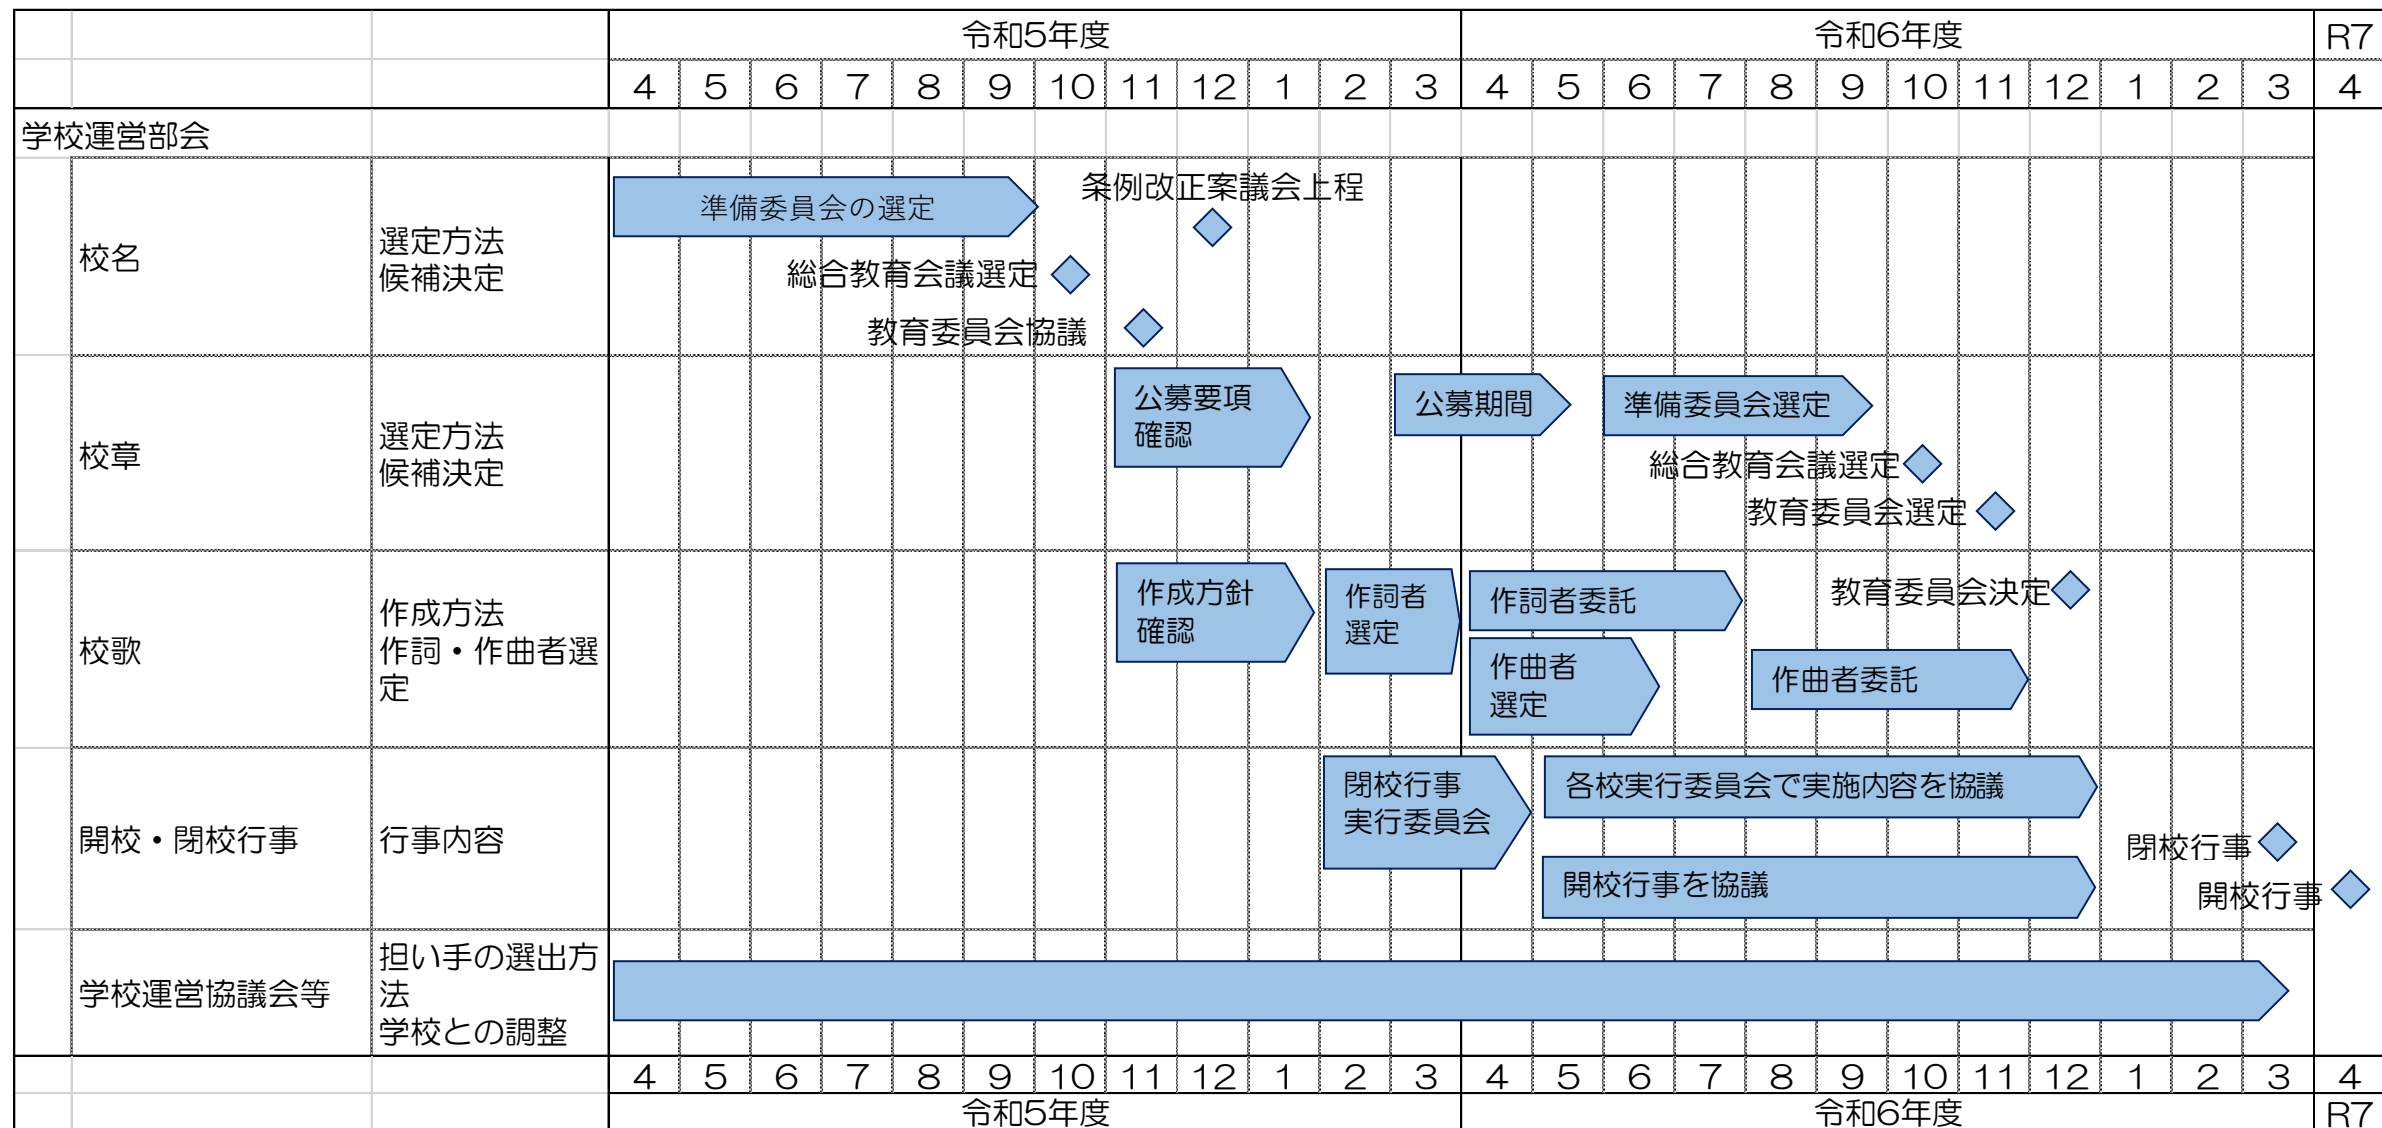 令和5年度 令和6年度 R7
4 5 6 7 8 9 10 11 12 1 2 3 4 5 6 7 8 9 10 11 12 1 2 3 4
学校運営部会
校名
選定方法
候補決定
準備委員会の選定
条例改正案議会上程
総合教育会議選定
教育委員会協議
校章
選定方法
候補決定
公募要項
確認
公募期間
準備委員会選定
総合教育会議選定
教育委員会選定
校歌
作成方法
作詞・作曲者選
定
作成方針
確認
作詞者
選定
作詞者委託
作曲者
選定
作曲者委託
教育委員会決定
開校・閉校行事
行事内容
閉校行事
実行委員会
各校実行委員会で実施内容を協議
開校行事を協議
閉校行事
開校行事
学校運営協議会等
担い手の選出方
法
学校との調整
4 5 6 7 8 9 10 11 12 1 2 3 4 5 6 7 8 9 10 11 12 1 2 3 4
令和5年度 令和6年度 R7